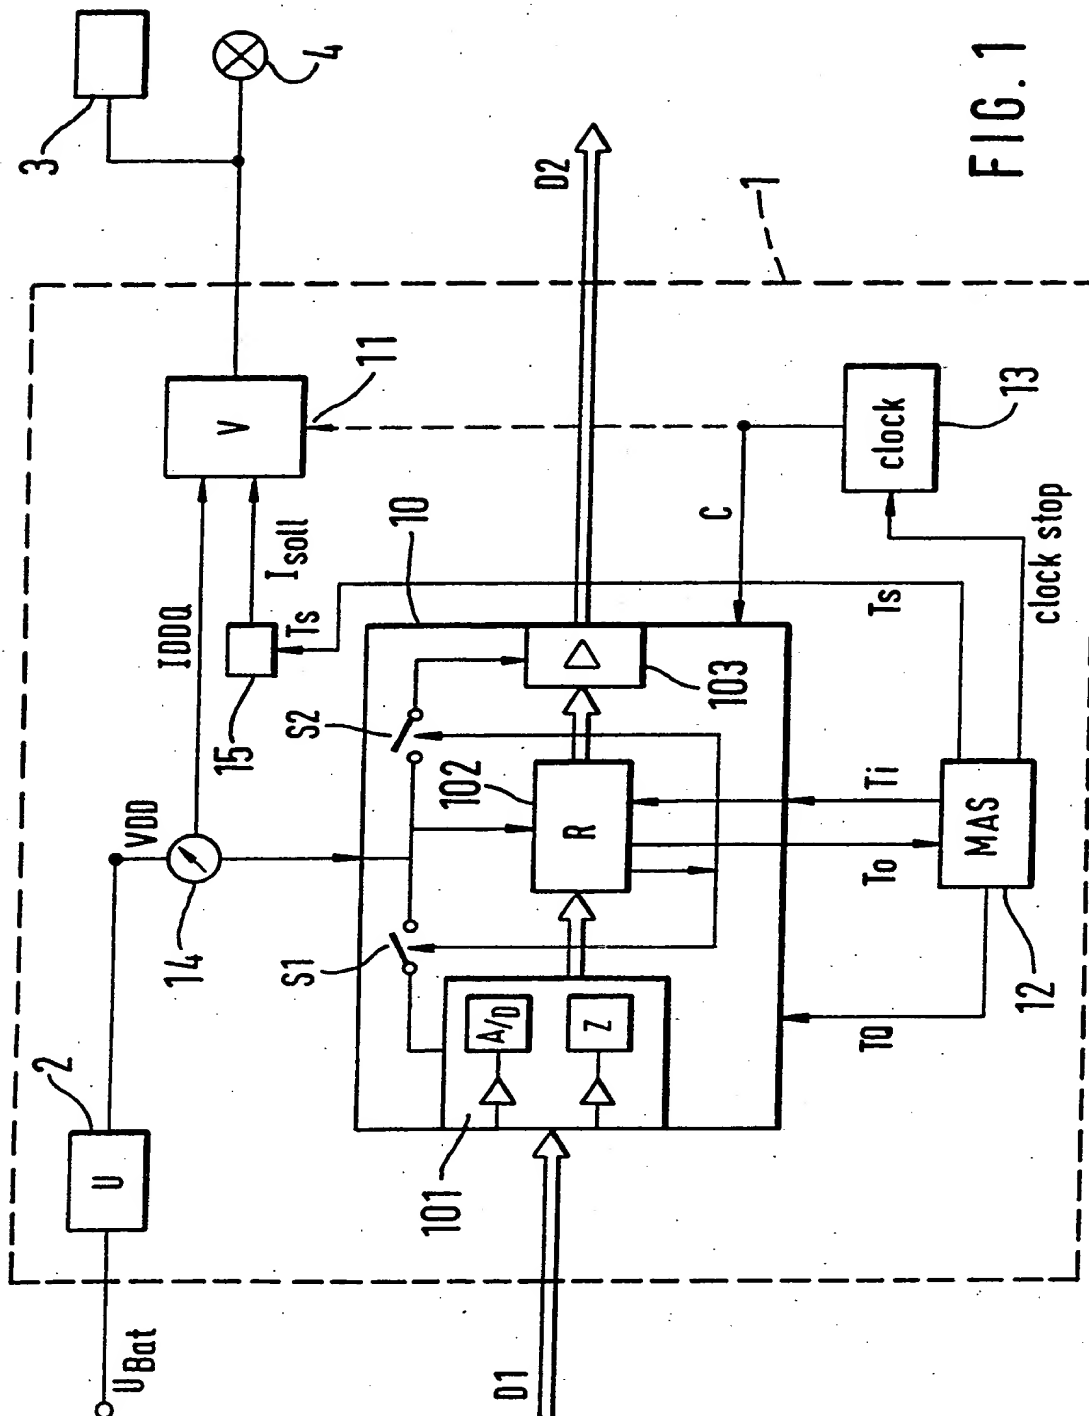 3
4
FIG. 1
D2
1
V
11
clock
13
clock stop
10
C
Isoll
Ts
Ts
IDDQ
15
VDD
14
S2
102
103
R
Ti
To
MAS
12
TQ
S1
A/D
Z
101
2
U
UBat
D1